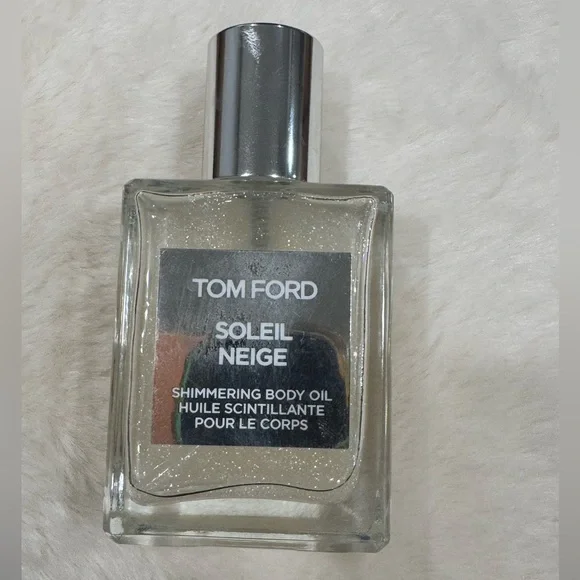 TOM FORD
SOLEIL
NEIGE
SHIMMERING BODY OIL
HUILE SCINTILLANTE
POUR LE CORPS